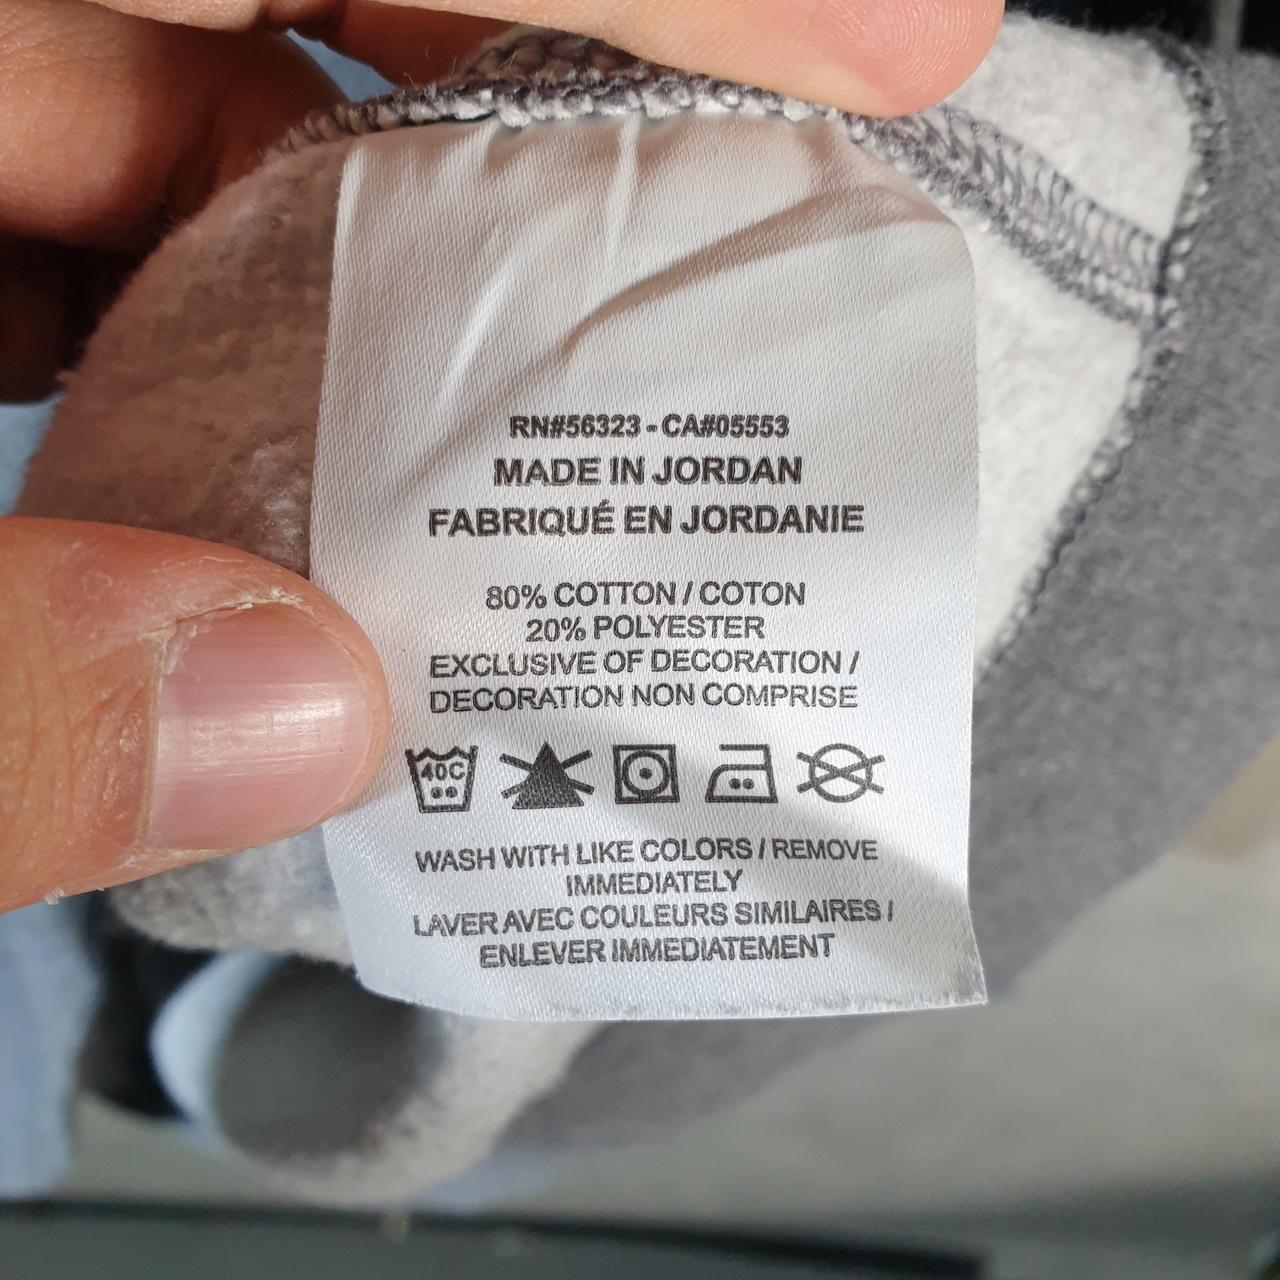 RN#56323 - CA#05553
MADE IN JORDAN
FABRIQUÉ EN JORDANIE
80% COTTON / COTON
20% POLYESTER
EXCLUSIVE OF DECORATION /
DECORATION NON COMPRISE
40C
WASH WITH LIKE COLORS / REMOVE
IMMEDIATELY
LAVER AVEC COULEURS SIMILAIRES /
ENLEVER IMMEDIATEMENT